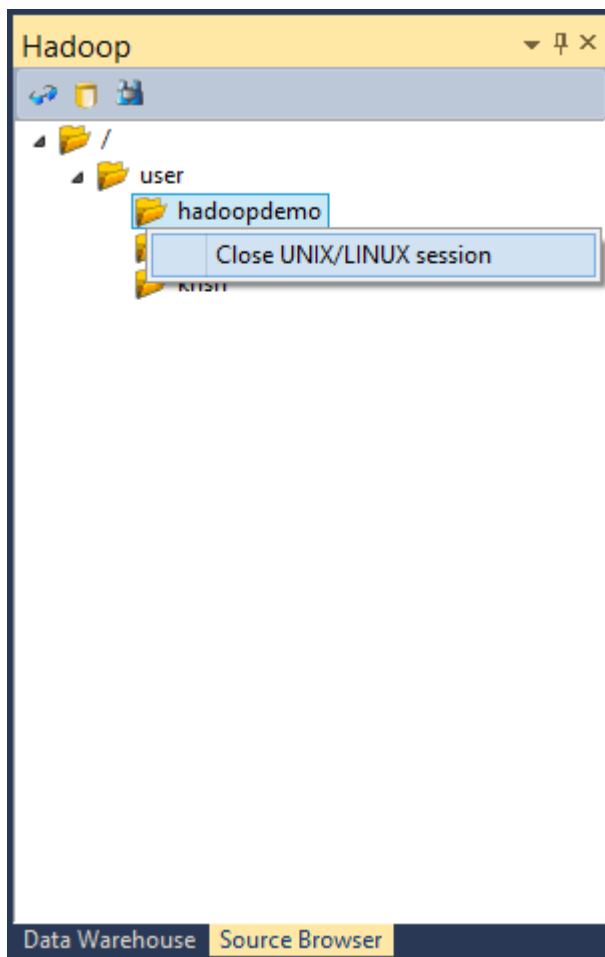 Hadoop
/
user
hadoopdemo
Close UNIX/LINUX session
Data Warehouse Source Browser